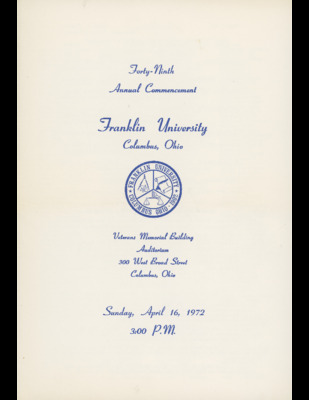 Forty-Ninth
Annual Commencement
Franklin University
Columbus, Ohio
FRANKLIN UNIVERSITY
COLUMBUS OHIO 1902
Veterans Memorial Building
Auditorium
300 West Broad Street
Columbus, Ohio
Sunday, April 16, 1972
3:00 P.M.